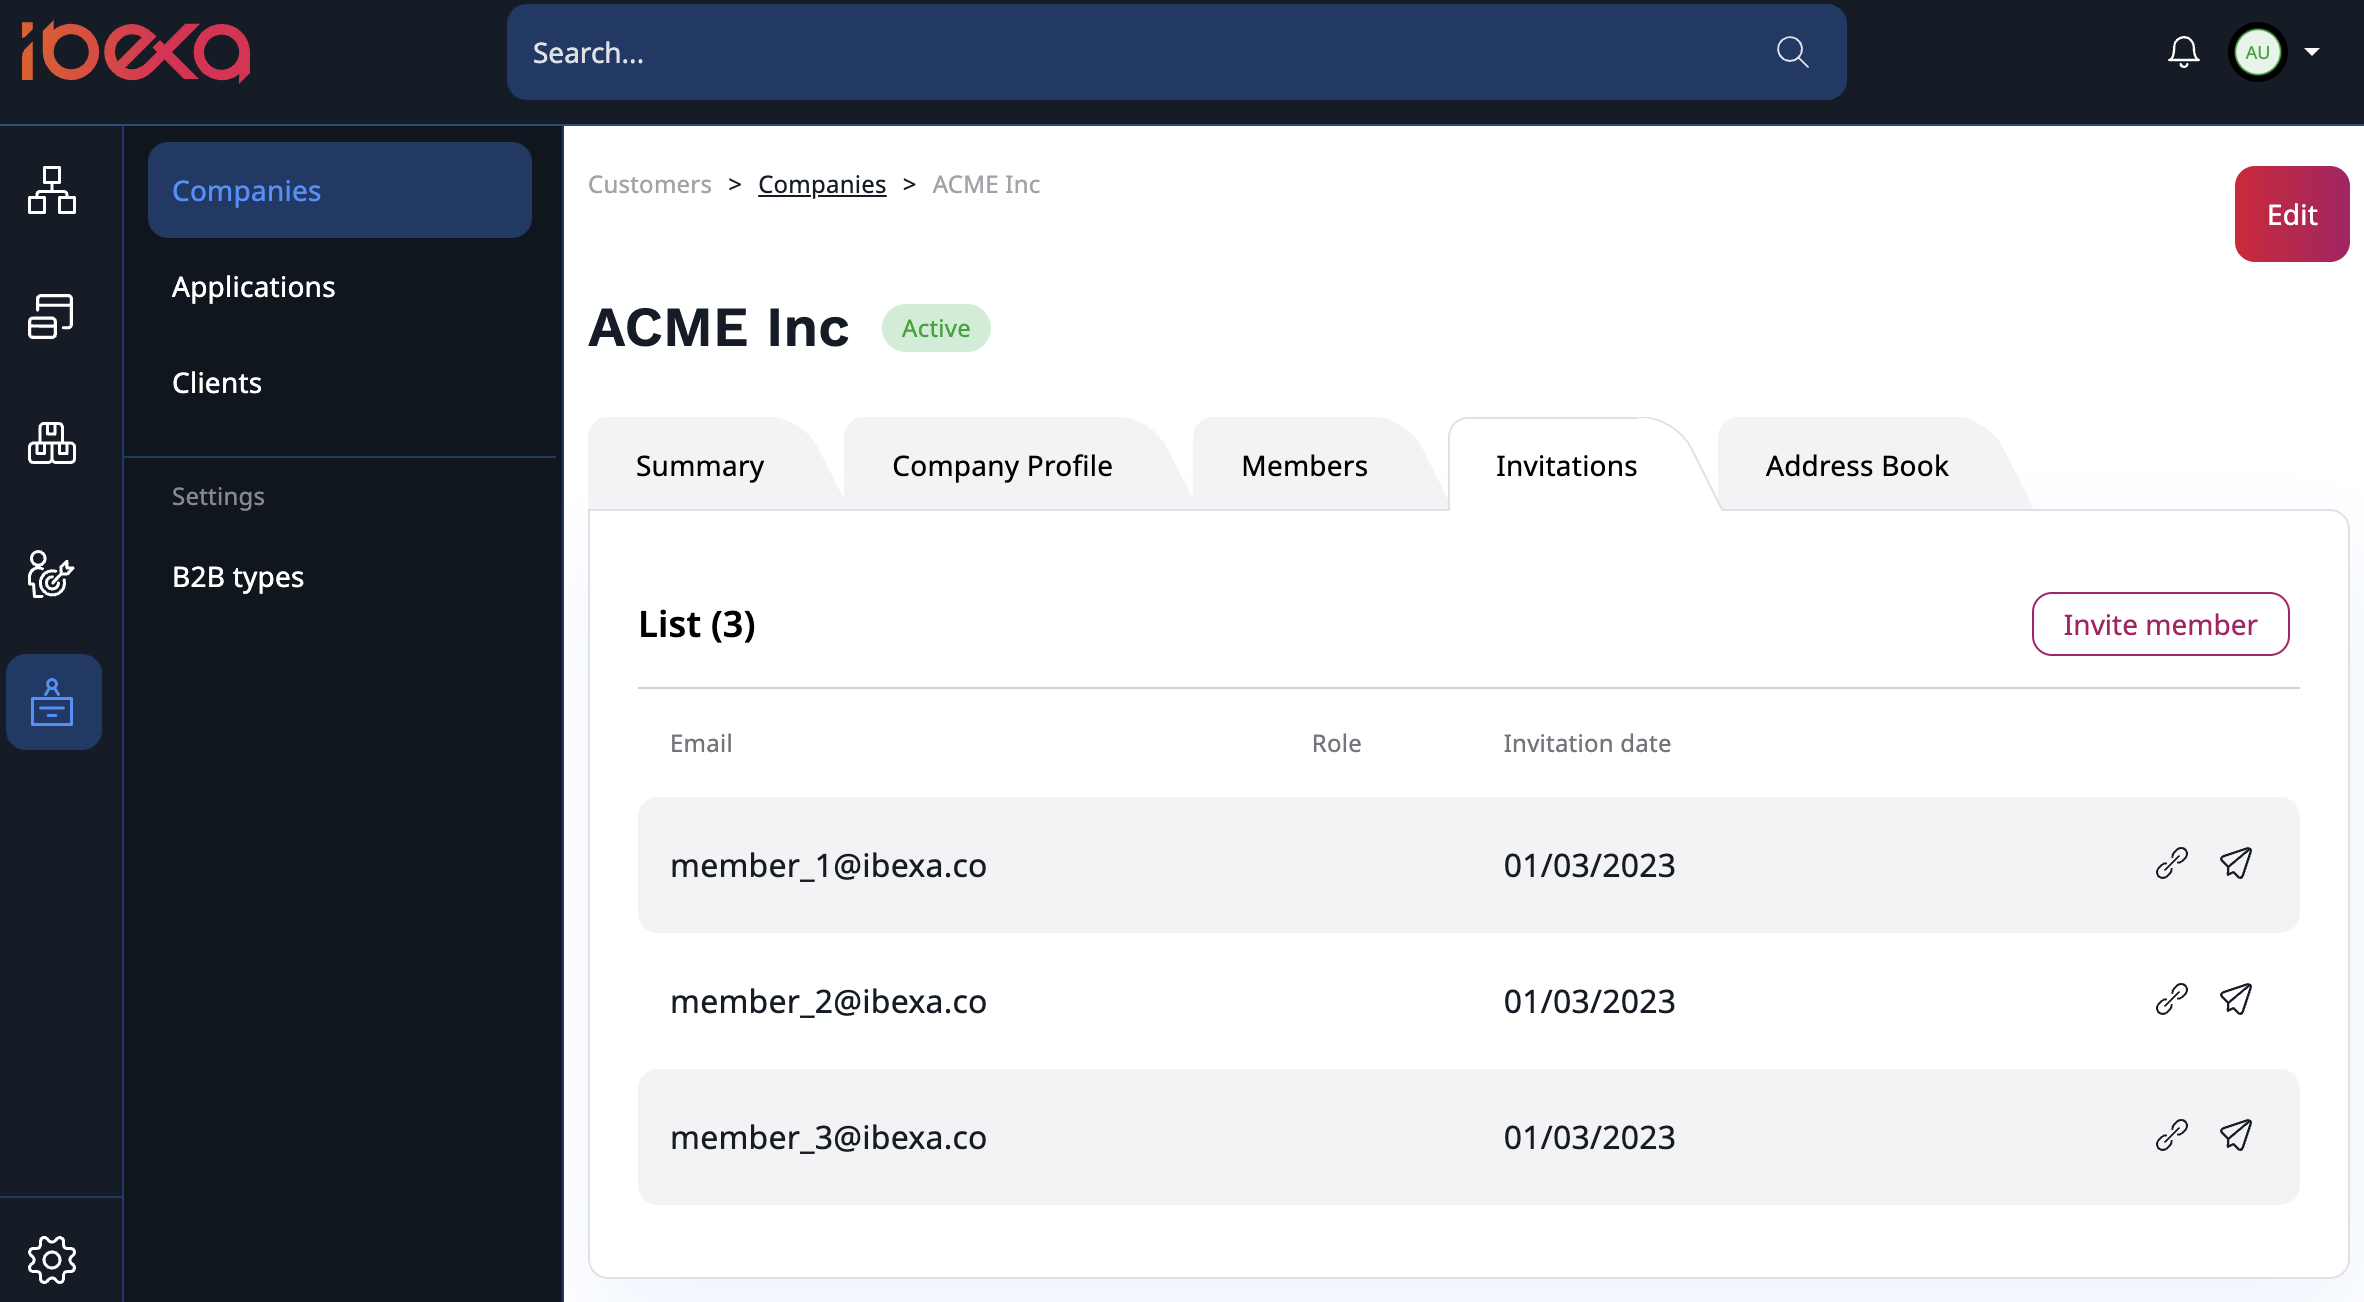 ibexa
Search...
AU
Companies
Applications
Clients
Settings
B2B types
Customers > Companies > ACME Inc
Edit
ACME Inc Active
Summary Company Profile Members Invitations Address Book
List (3) Invite member
Email Role Invitation date
member_1@ibexa.co 01/03/2023
member_2@ibexa.co 01/03/2023
member_3@ibexa.co 01/03/2023